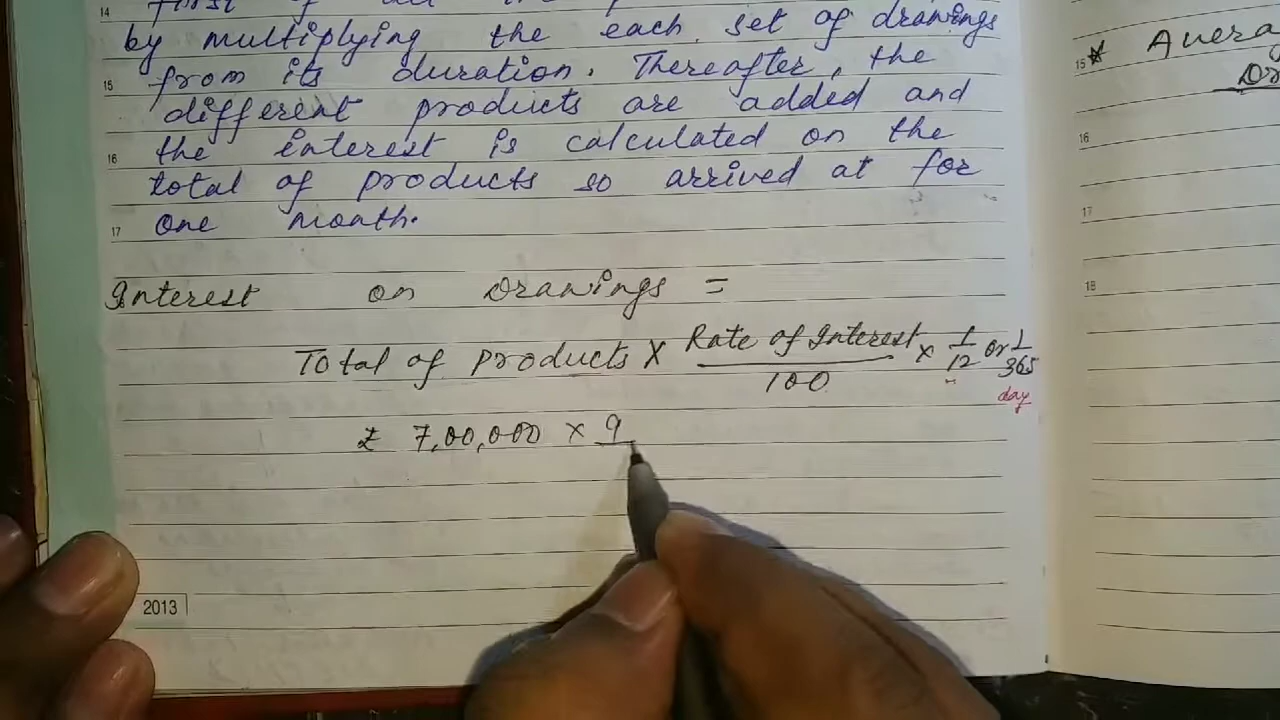 14
by multiplying the each set of drawings
15 from its duration. Thereafter, the
different products are added and
16 the interest is calculated on the
total of products so arrived at for
17 one month.
Interest on Drawings =
Total of products x Rate of Interest x 1 or 1
100 12 365
day
₹ 7,00,000 x 9
2013
15 * Avera
Dr
16
17
18